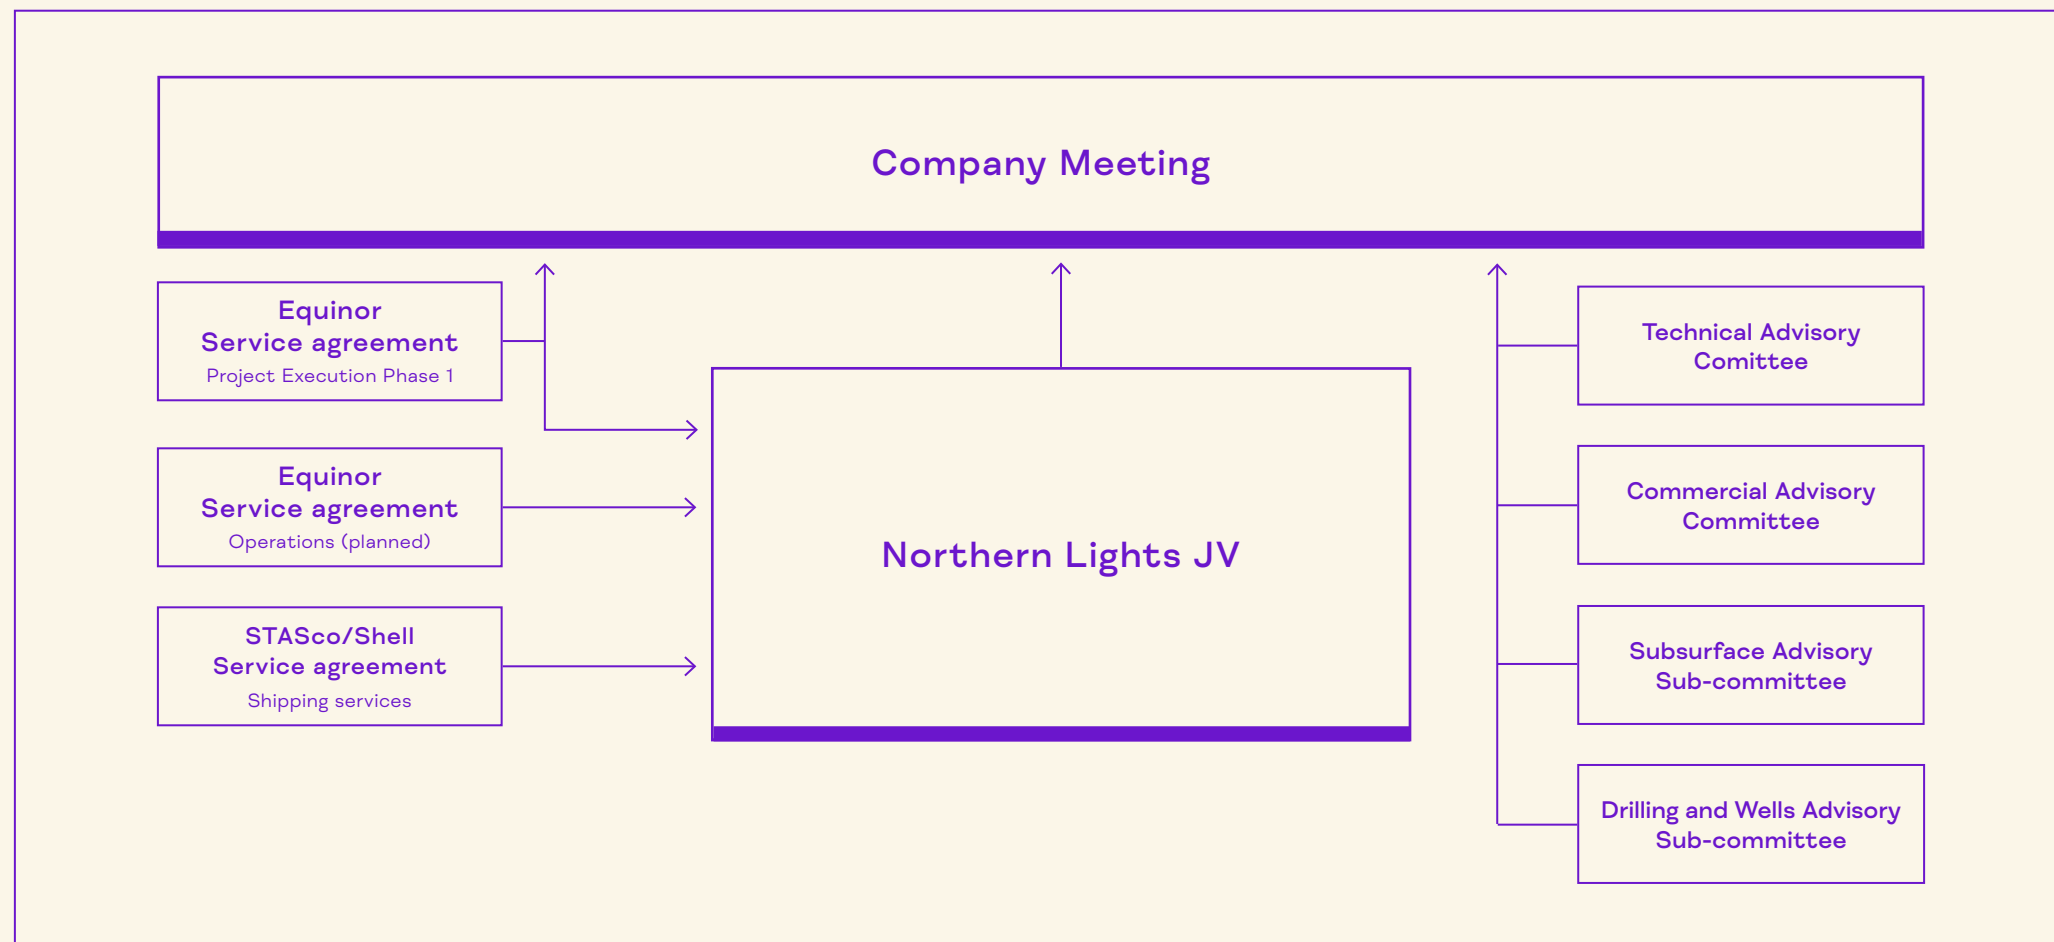 Company Meeting
Equinor
Service agreement
Project Execution Phase 1
Equinor
Service agreement
Operations (planned)
STASco/Shell
Service agreement
Shipping services
Northern Lights JV
Technical Advisory
Comittee
Commercial Advisory
Committee
Subsurface Advisory
Sub-committee
Drilling and Wells Advisory
Sub-committee